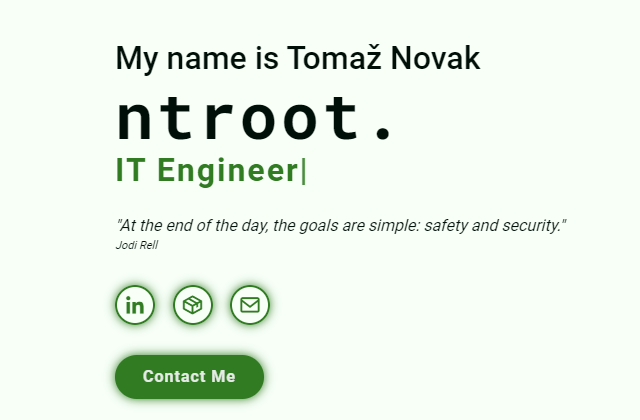 My name is Tomaž Novak
ntroot.
IT Engineer|
"At the end of the day, the goals are simple: safety and security."
Jodi Rell
in
Contact Me